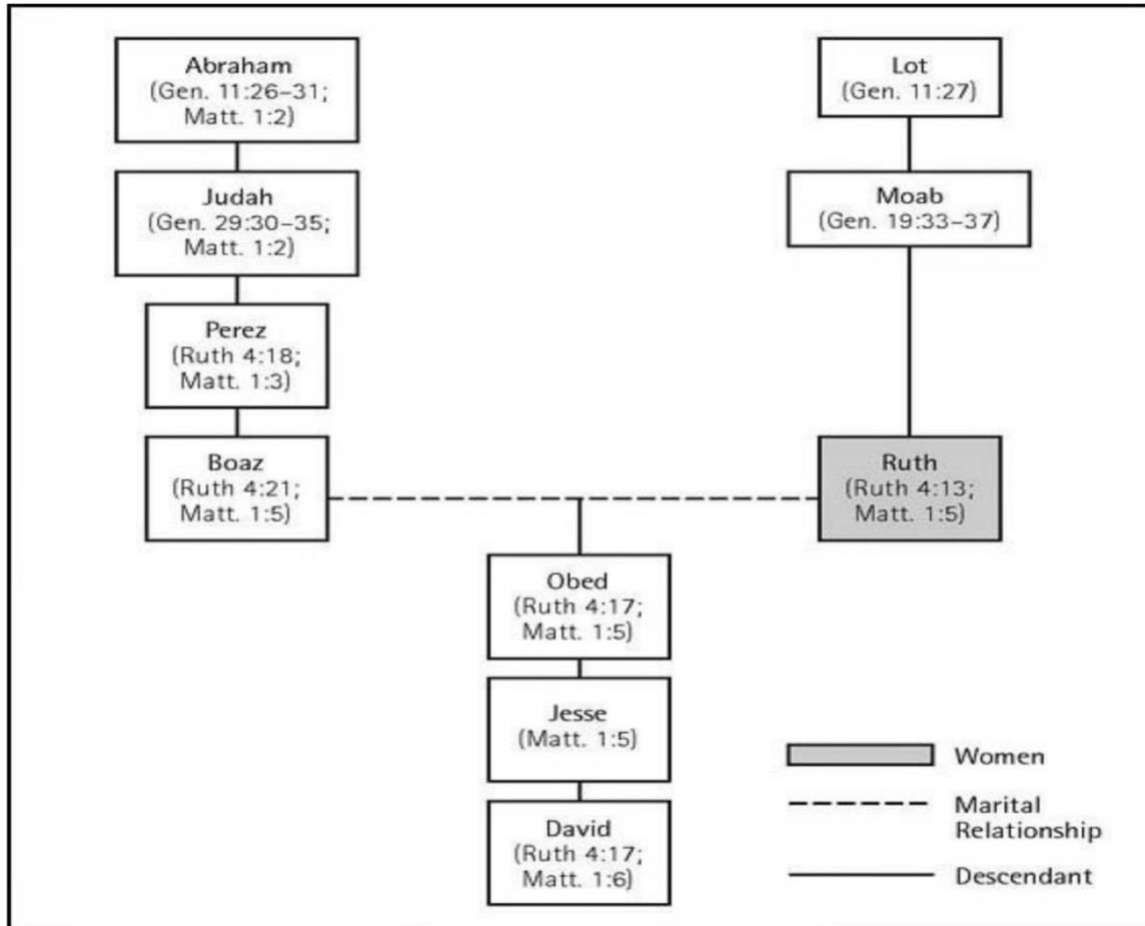 Abraham
(Gen. 11:26–31;
Matt. 1:2)
Lot
(Gen. 11:27)
Judah
(Gen. 29:30–35;
Matt. 1:2)
Moab
(Gen. 19:33–37)
Perez
(Ruth 4:18;
Matt. 1:3)
Boaz
(Ruth 4:21;
Matt. 1:5)
Ruth
(Ruth 4:13;
Matt. 1:5)
Obed
(Ruth 4:17;
Matt. 1:5)
Jesse
(Matt. 1:5)
David
(Ruth 4:17;
Matt. 1:6)
Women
Marital
Relationship
Descendant